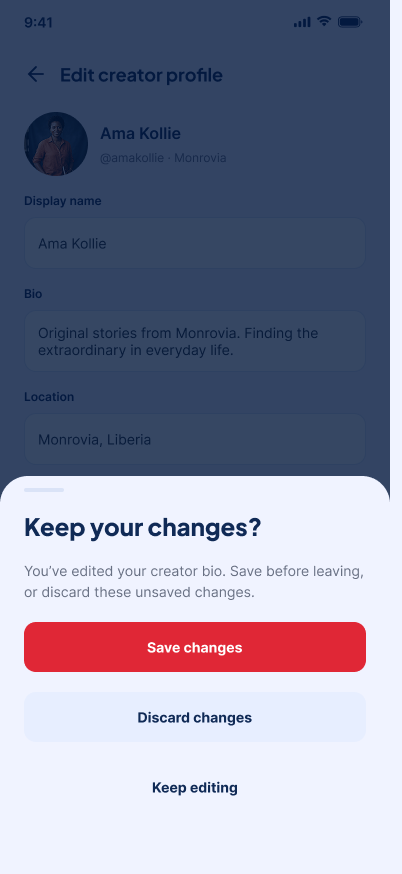 9:41
Edit creator profile
Ama Kollie
@amakollie · Monrovia
Display name
Ama Kollie
Bio
Original stories from Monrovia. Finding the
extraordinary in everyday life.
Location
Monrovia, Liberia
Keep your changes?
You’ve edited your creator bio. Save before leaving,
or discard these unsaved changes.
Save changes
Discard changes
Keep editing